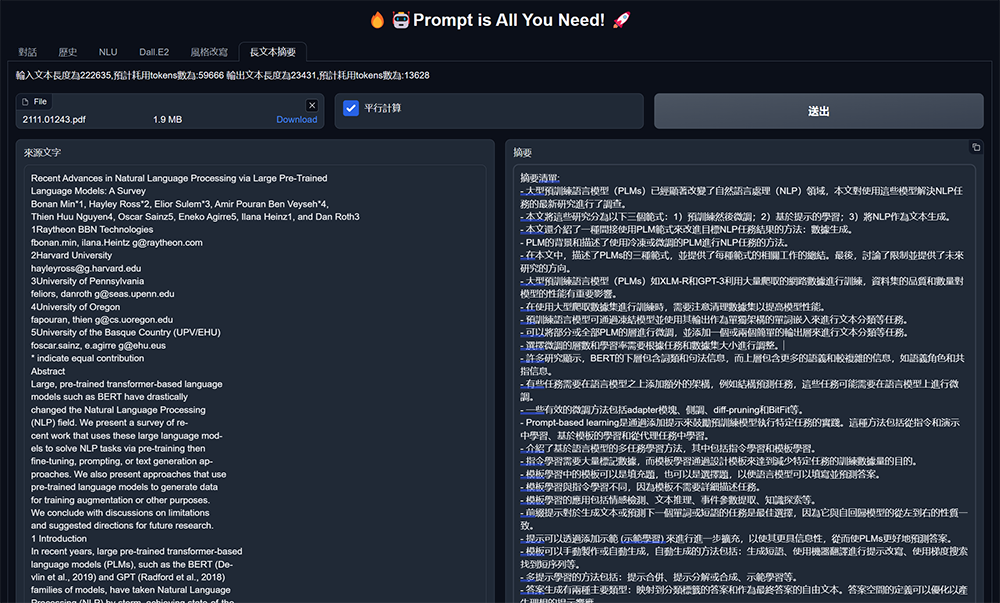 🔥 🤖Prompt is All You Need! 🚀
對話 歷史 NLU Dall.E2 風格改寫 長文本摘要
輸入文本長度為222635,預計耗用tokens數為:59666 輸出文本長度為23431,預計耗用tokens數為:13628
File
2111.01243.pdf 1.9 MB Download
平行計算
送出
來源文字
Recent Advances in Natural Language Processing via Large Pre-Trained
Language Models: A Survey
Bonan Min*1, Hayley Ross*2, Elior Sulem*3, Amir Pouran Ben Veyseh*4,
Thien Huu Nguyen4, Oscar Sainz5, Eneko Agirre5, Ilana Heinz1, and Dan Roth3
1Raytheon BBN Technologies
fbonan.min, ilana.Heintz g@raytheon.com
2Harvard University
hayleyross@g.harvard.edu
3University of Pennsylvania
feliors, danroth g@seas.upenn.edu
4University of Oregon
fapouran, thien g@cs.uoregon.edu
5University of the Basque Country (UPV/EHU)
foscar.sainz, e.agirre g@ehu.eus
* indicate equal contribution
Abstract
Large, pre-trained transformer-based language
models such as BERT have drastically
changed the Natural Language Processing
(NLP) field. We present a survey of re-
cent work that uses these large language mod-
els to solve NLP tasks via pre-training then
fine-tuning, prompting, or text generation ap-
proaches. We also present approaches that use
pre-trained language models to generate data
for training augmentation or other purposes.
We conclude with discussions on limitations
and suggested directions for future research.
1 Introduction
In recent years, large pre-trained transformer-based
language models (PLMs), such as the BERT (De-
vlin et al., 2019) and GPT (Radford et al., 2018)
families of models, have taken Natural Language
Processing (NLP) by storm, achieving state-of-the-
摘要
摘要清單:
- 大型預訓練語言模型（PLMs）已經顯著改變了自然語言處理（NLP）領域，本文對使用這些模型解決NLP任
務的最新研究進行了調查。
- 本文將這些研究分為以下三個範式：1）預訓練然後微調；2）基於提示的學習；3）將NLP作為文本生成。
- 本文還介紹了一種間接使用PLM範式來改進目標NLP任務結果的方法：數據生成。
- PLM的背景和描述了使用冷凍或微調的PLM進行NLP任務的方法。
- 在本文中，描述了PLMs的三種範式，並提供了每種範式的相關工作的總結。最後，討論了限制並提供了未來
研究的方向。
- 大型預訓練語言模型（PLMs）如XLM-R和GPT-3利用大量爬取的網路數據進行訓練，資料集的品質和數量對
模型的性能有重要影響。
- 在使用大型爬取數據集進行訓練時，需要注意清理數據集以提高模型性能。
- 預訓練語言模型可通過凍結模型並使用其輸出作為單獨架構的單詞嵌入來進行文本分類等任務。
- 可以將部分或全部PLM的層進行微調，並添加一個或兩個簡單的輸出層來進行文本分類等任務。
- 選擇微調的層數和學習率需要根據任務和數據集大小進行調整。
- 許多研究顯示，BERT的下層包含詞類和句法信息，而上層包含更多的語義和較複雜的信息，如語義角色和共
指信息。
- 有些任務需要在語言模型之上添加額外的架構，例如結構預測任務，這些任務可能需要在語言模型上進行微
調。
- 一些有效的微調方法包括adapter模塊、側調、diff-pruning和BitFit等。
- Prompt-based learning是通過添加提示來鼓勵預訓練模型執行特定任務的實踐。這種方法包括從指令和演示
中學習、基於模板的學習和從代理任務中學習。
- 介紹了基於語言模型的多任務學習方法，其中包括指令學習和模板學習。
- 指令學習需要大量標記數據，而模板學習通過設計模板來達到減少特定任務的訓練數據量的目的。
- 模板學習中的模板可以是填充題，也可以是選擇題，以使語言模型可以填寫並預測答案。
- 模板學習與指令學習不同，因為模板不需要詳細描述任務。
- 模板學習的應用包括情感檢測、文本推理、事件參數提取、知識探索等。
- 前綴提示對於生成文本或預測下一個單詞或短語的任務是最佳選擇，因為它與自回歸模型的從左到右的性質一
致。
- 提示可以透過添加示範 (示範學習) 來進行進一步擴充，以使其更具信息性，從而使PLMs更好地預測答案。
- 模板可以手動製作或自動生成，自動生成的方法包括：生成短語、使用機器翻譯進行提示改寫、使用梯度搜索
找到短序列等。
- 多提示學習的方法包括：提示合併、提示分解或合成、示範學習等。
- 答案生成有兩種主要類型：映射到分類標籤的答案和作為最終答案的自由文本。答案空間的定義可以優化以產